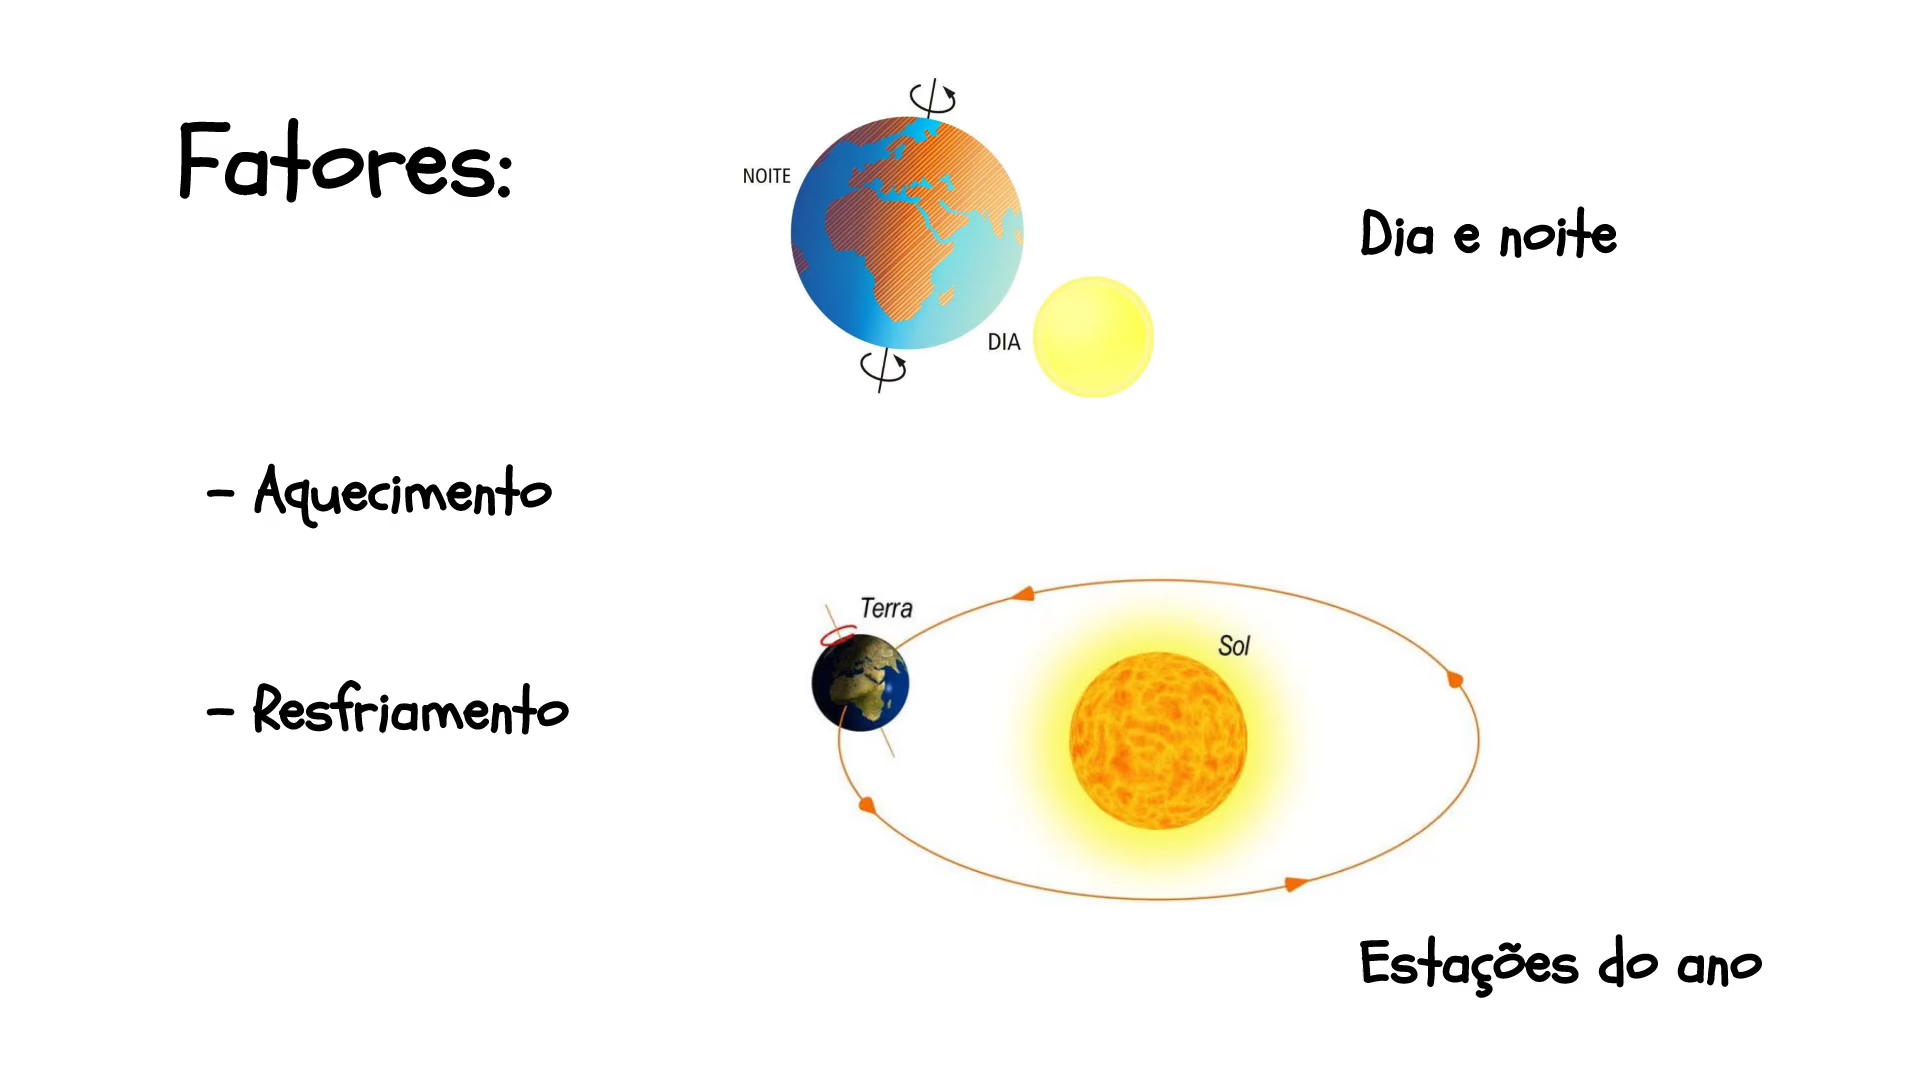 Fatores:
NOITE
DIA
Dia e noite
- Aquecimento
- Resfriamento
Terra
Sol
Estações do ano